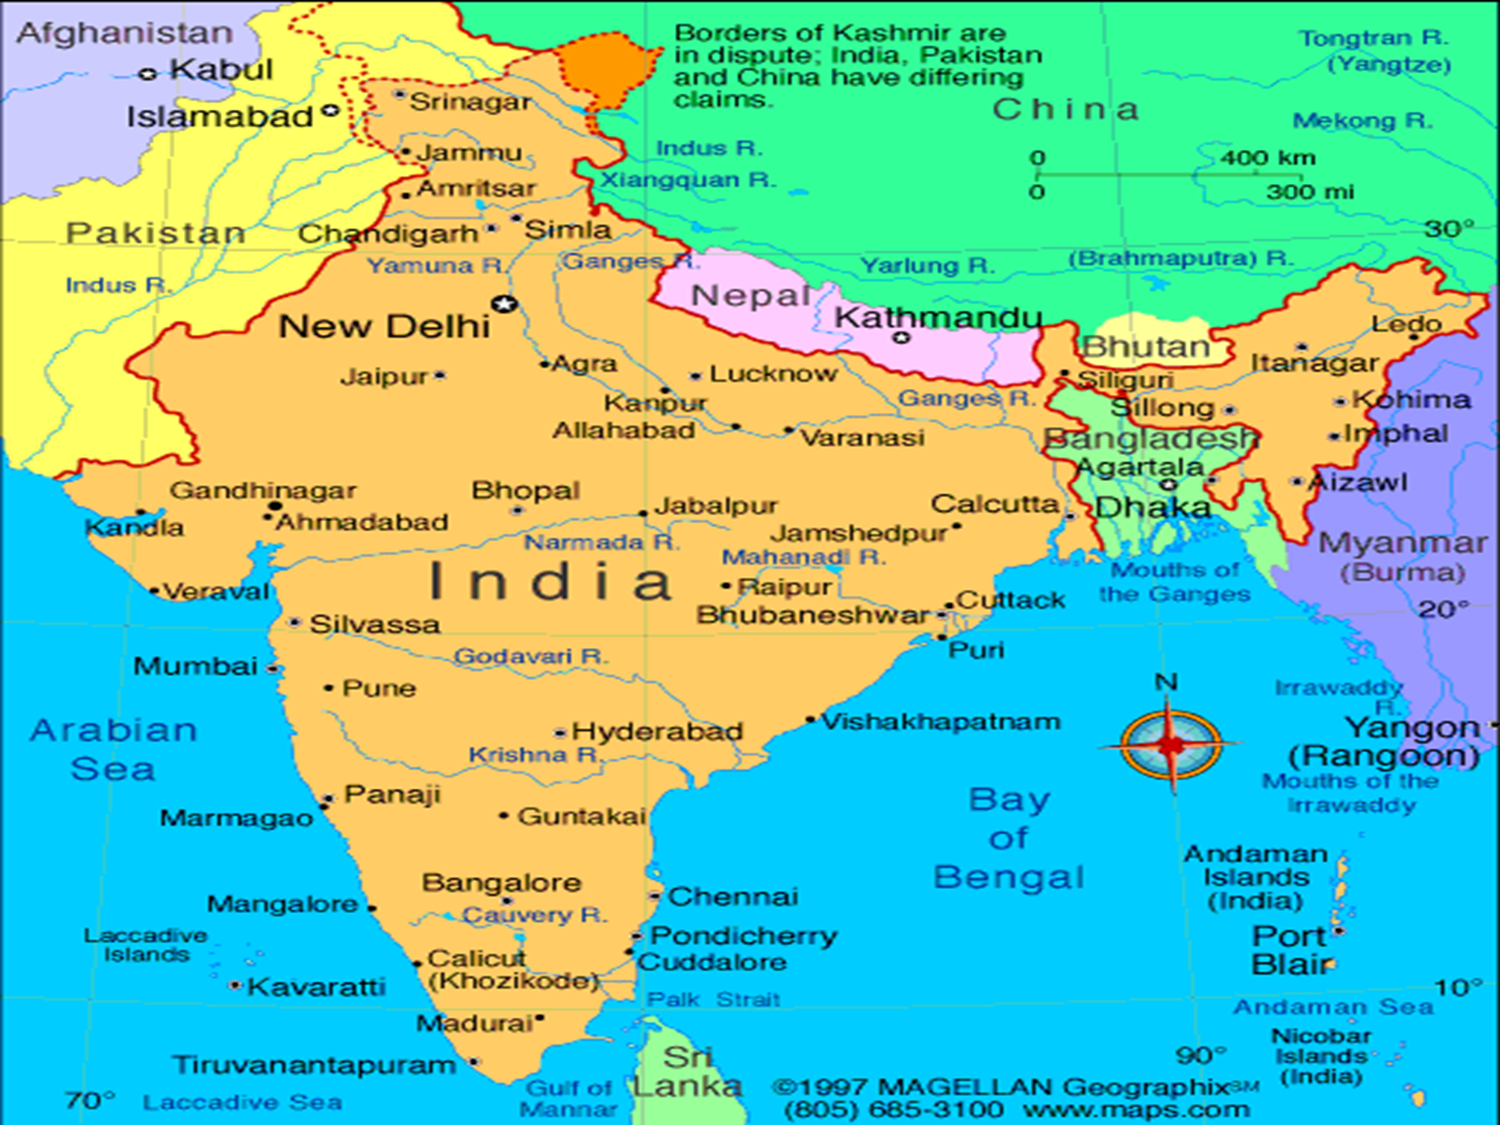 Afghanistan
Kabul
Islamabad
Borders of Kashmir are
in dispute; India, Pakistan
and China have differing
claims.
Tongtran R.
(Yangtze)
China
Mekong R.
Srinagar
Jammu
Indus R.
Xiangquan R.
0 400 km
0 300 mi
Amritsar
Pakistan
Chandigarh
Simla
30°
Indus R.
Yamuna R.
Ganges R.
Yarlung R.
(Brahmaputra) R.
Nepal
Kathmandu
New Delhi
Bhutan
Ledo
Itanagar
Jaipur
Agra
Lucknow
Siliguri
Kanpur
Ganges R.
Sillong
Kohima
Allahabad
Varanasi
Bangladesh
Imphal
Agartala
Aizawl
Gandhinagar
Bhopal
Jabalpur
Calcutta
Dhaka
Kandla
Ahmadabad
Jamshedpur
Narmada R.
Mahanadi R.
Myanmar
(Burma)
India
Mouths of
the Ganges
Veraval
Raipur
Cuttack
Bhubaneshwar
20°
Silvassa
Puri
Mumbai
Godavari R.
N
Pune
Irrawaddy
R.
Arabian
Sea
Hyderabad
Vishakhapatnam
Yangon
(Rangoon)
Krishna R.
Mouths of the
Irrawaddy
Panaji
Marmagao
Guntakai
Bay
of
Bengal
Andaman
Islands
(India)
Bangalore
Chennai
Mangalore
Cauvery R.
Laccadive
Islands
Pondicherry
Port
Blair
Calicut
(Khozikode)
Cuddalore
Kavaratti
Palk Strait
10°
Andaman Sea
Madurai
Nicobar
Islands
(India)
Tiruvanantapuram
Sri
Lanka
90°
70°
Laccadive Sea
Gulf of
Mannar
©1997 MAGELLAN Geographix℠
(805) 685-3100 www.maps.com